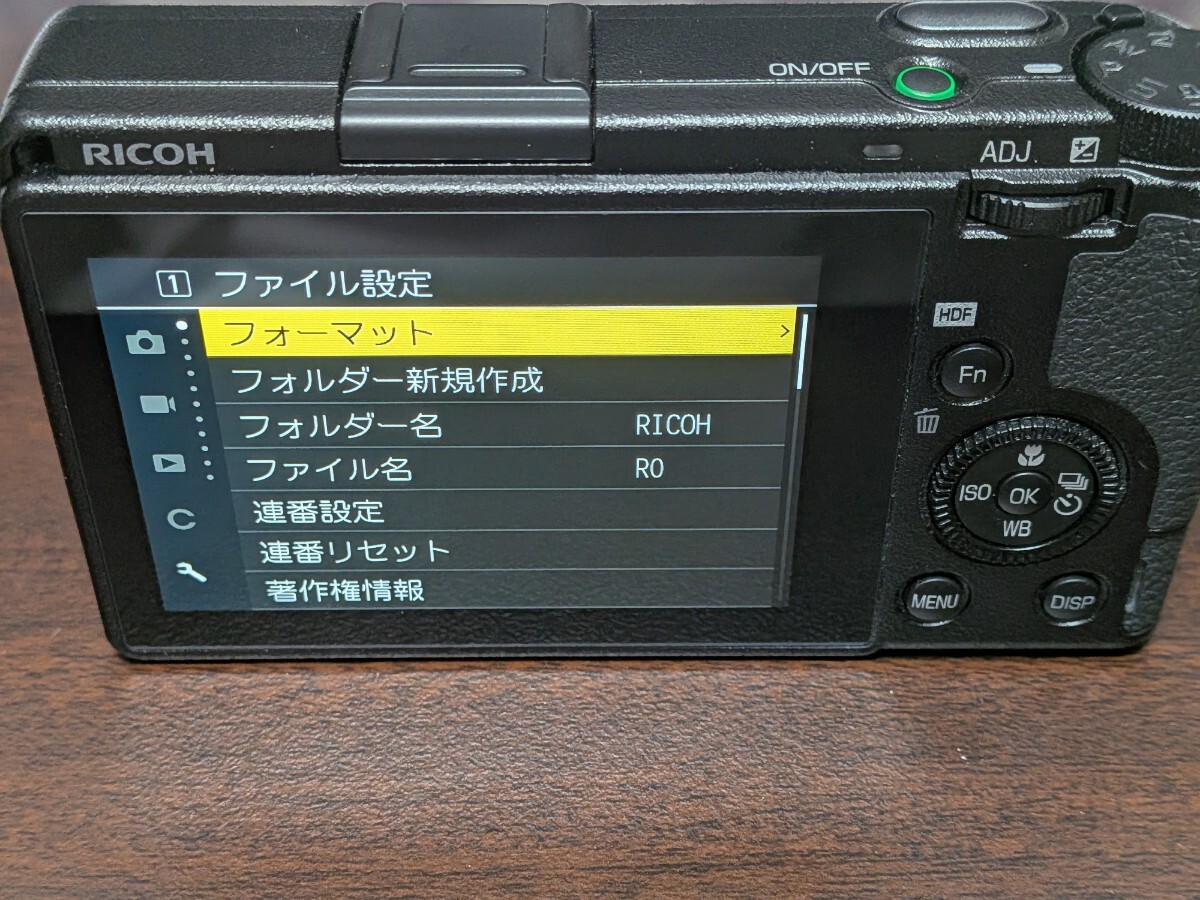 ON/OFF
RICOH
ADJ.
1 ファイル設定
フォーマット >
フォルダー新規作成
フォルダー名 RICOH
ファイル名 R0
連番設定
連番リセット
著作権情報
C
HDF
Fn
ISO
OK
WB
MENU
DISP
Av